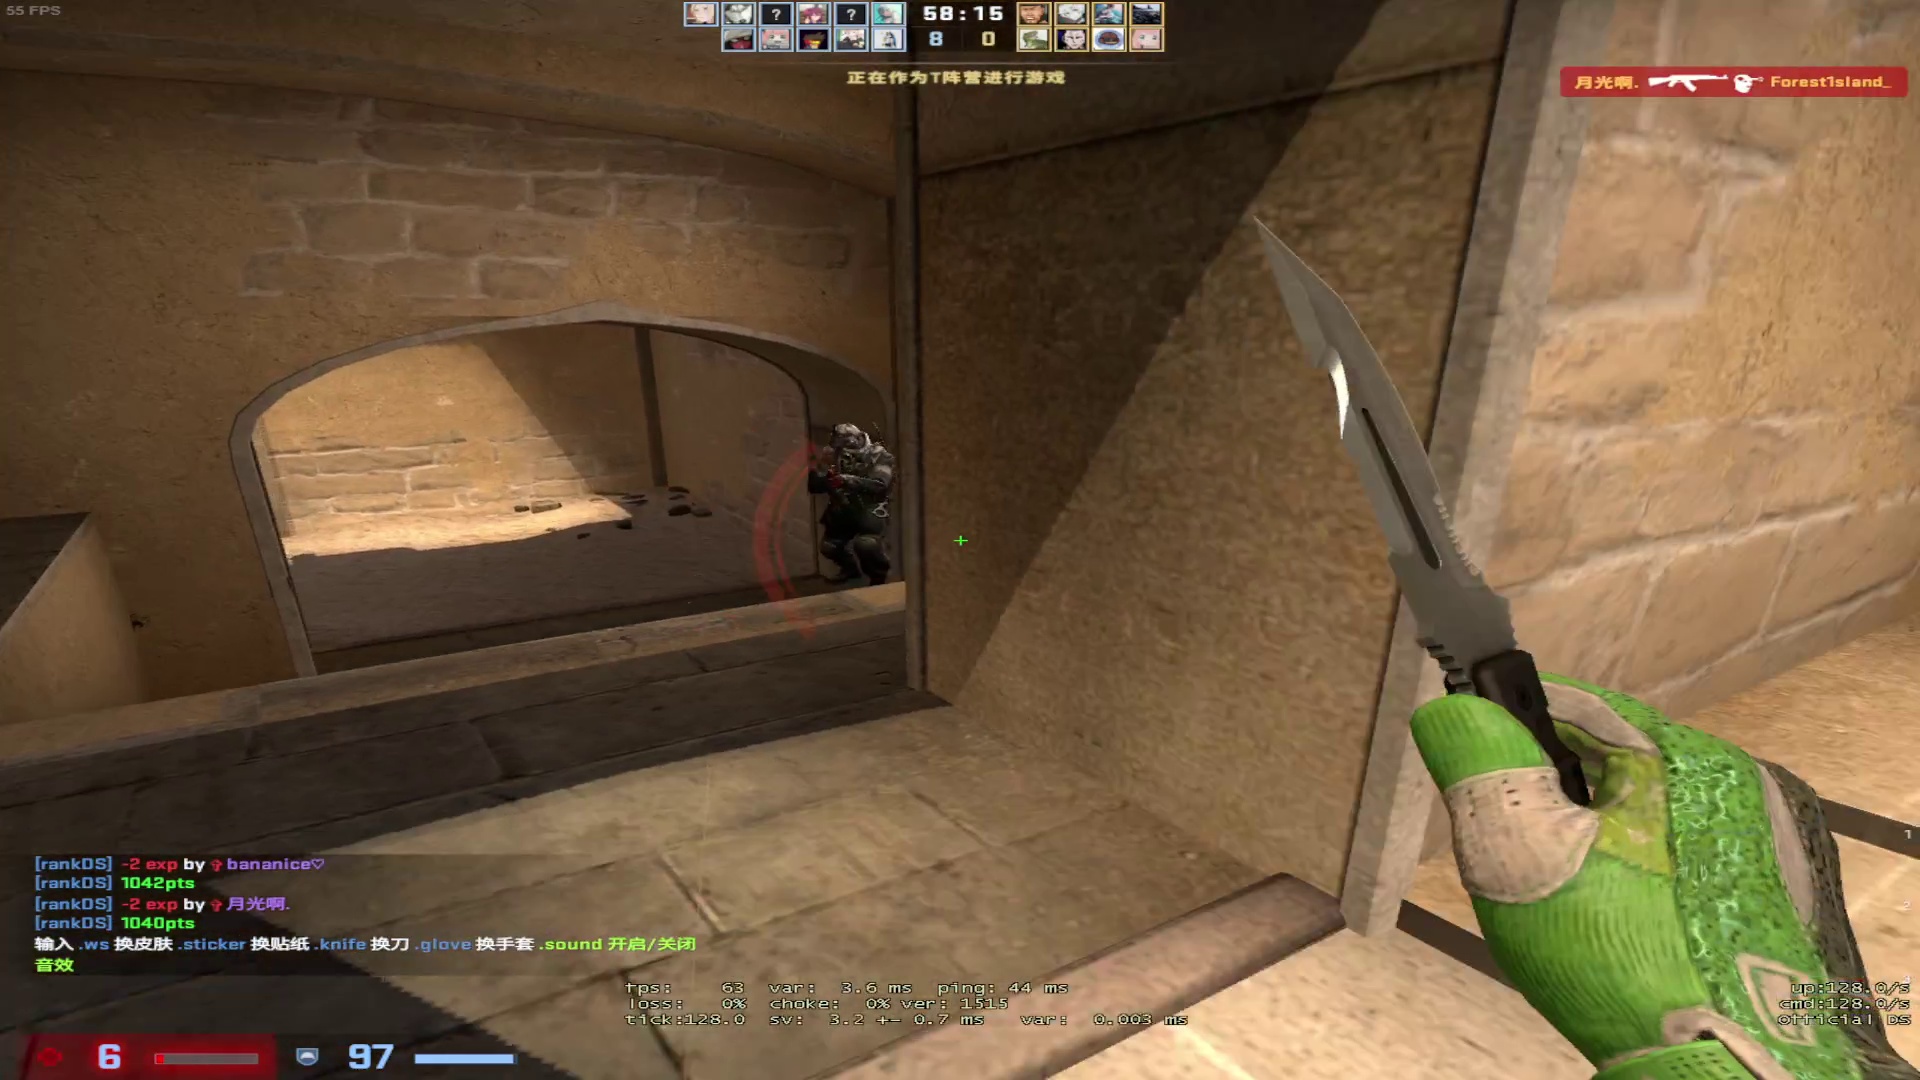 55 FPS
? ? 58:15
8 0
正在作为T阵营进行游戏
月光啊. Forest1sland_
[rankDS] -2 exp by ✞bananice♡
[rankDS] 1042pts
[rankDS] -2 exp by ✞月光啊.
[rankDS] 1040pts
输入 .ws 换皮肤 .sticker 换贴纸 .knife 换刀 .glove 换手套 .sound 开启/关闭
音效
1
2
fps: 63 var: 3.6 ms ping: 44 ms
loss: 0% choke: 0% ver: 1515
tick:128.0 sv: 3.2 +- 0.7 ms var: 0.003 ms
up:128.0/s
cmd:128.0/s
Official DS
6 97